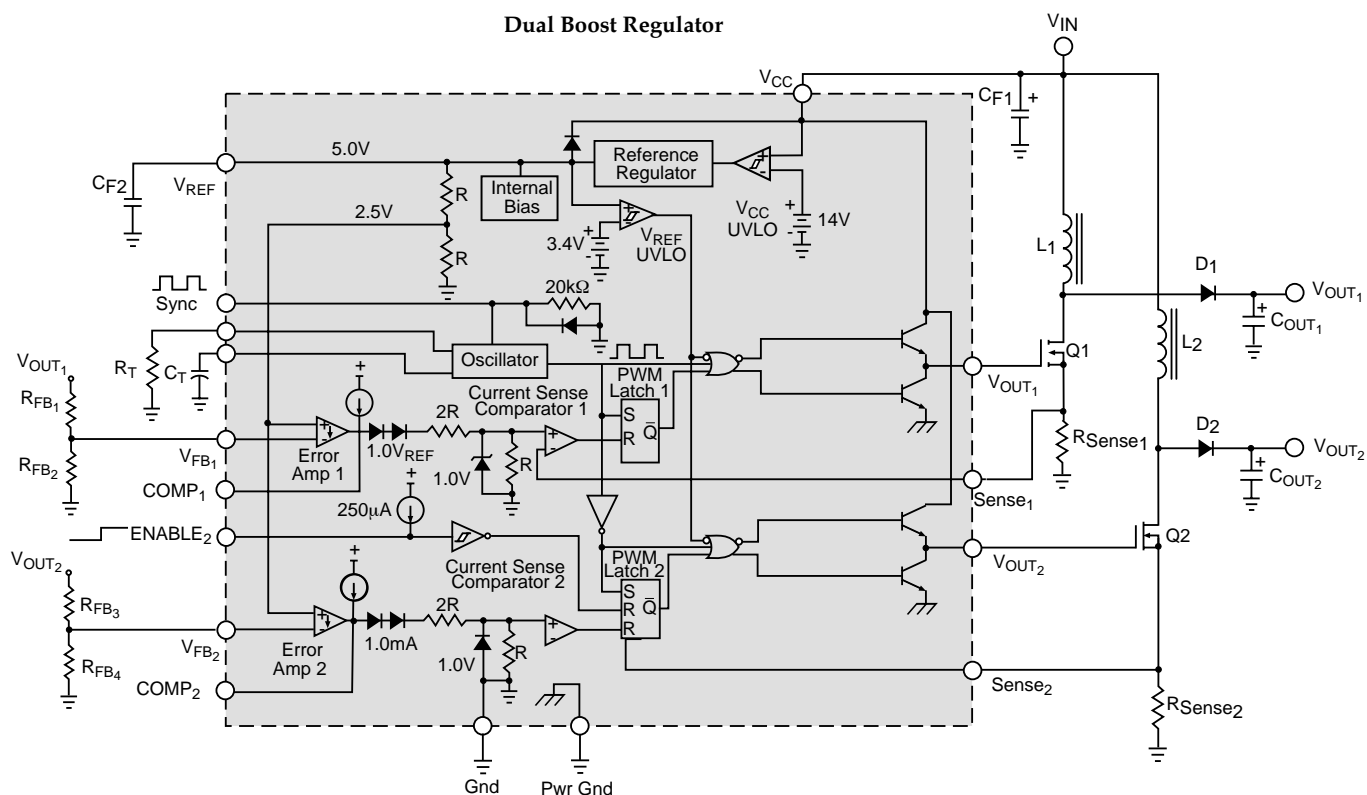 Dual Boost Regulator
VIN
VCC
CF1
+
5.0V
Reference
Regulator
+
-
CF2
VREF
R
Internal
Bias
2.5V
R
3.4V
+
-
+
-
VREF
UVLO
VCC
UVLO
+
-
14V
L1
D1
VOUT1
+
COUT1
L2
Sync
20kΩ
Oscillator
RT
CT
Q1
VOUT1
VOUT1
RFB1
RFB2
VFB1
+
-
Error
Amp 1
+
1.0VREF
2R
Current Sense
Comparator 1
1.0V
R
+
-
PWM
Latch 1
S
R
Q
RSense1
D2
VOUT2
+
COUT2
COMP1
Sense1
250µA
+
ENABLE2
Current Sense
Comparator 2
PWM
Latch 2
S
R
R
Q
VOUT2
Q2
VOUT2
RFB3
RFB4
VFB2
+
-
Error
Amp 2
+
1.0mA
2R
1.0V
R
+
-
COMP2
Sense2
RSense2
Gnd
Pwr Gnd